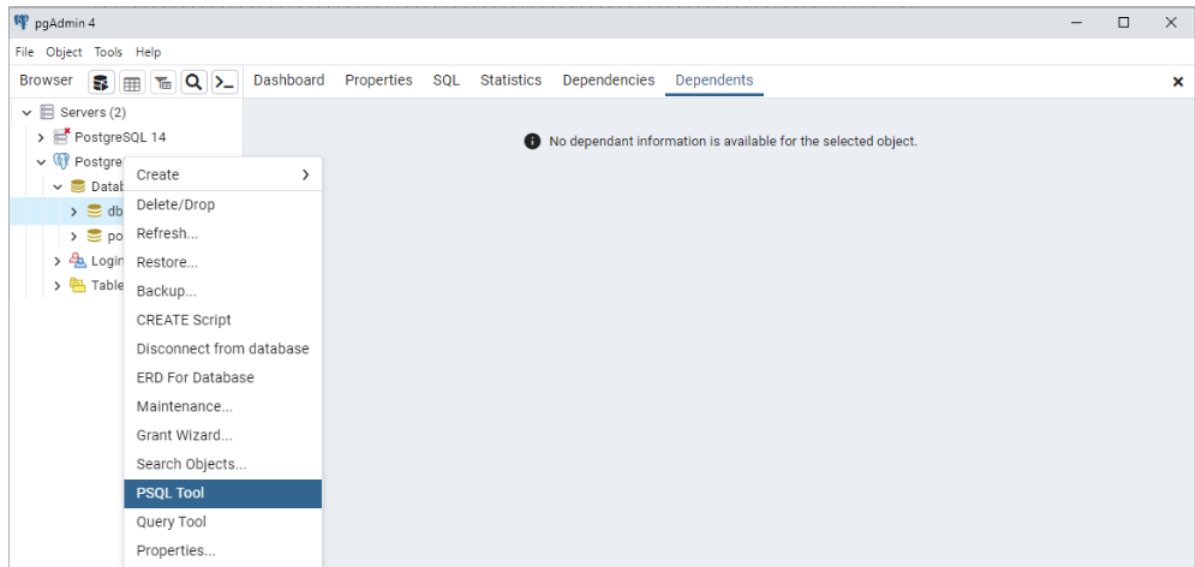 pgAdmin 4
File Object Tools Help
Browser Dashboard Properties SQL Statistics Dependencies Dependents
Servers (2)
No dependant information is available for the selected object.
PostgreSQL 14
Postgre
Create
Datab
Delete/Drop
db
Refresh...
po
Login
Restore...
Table
Backup...
CREATE Script
Disconnect from database
ERD For Database
Maintenance...
Grant Wizard...
Search Objects...
PSQL Tool
Query Tool
Properties...